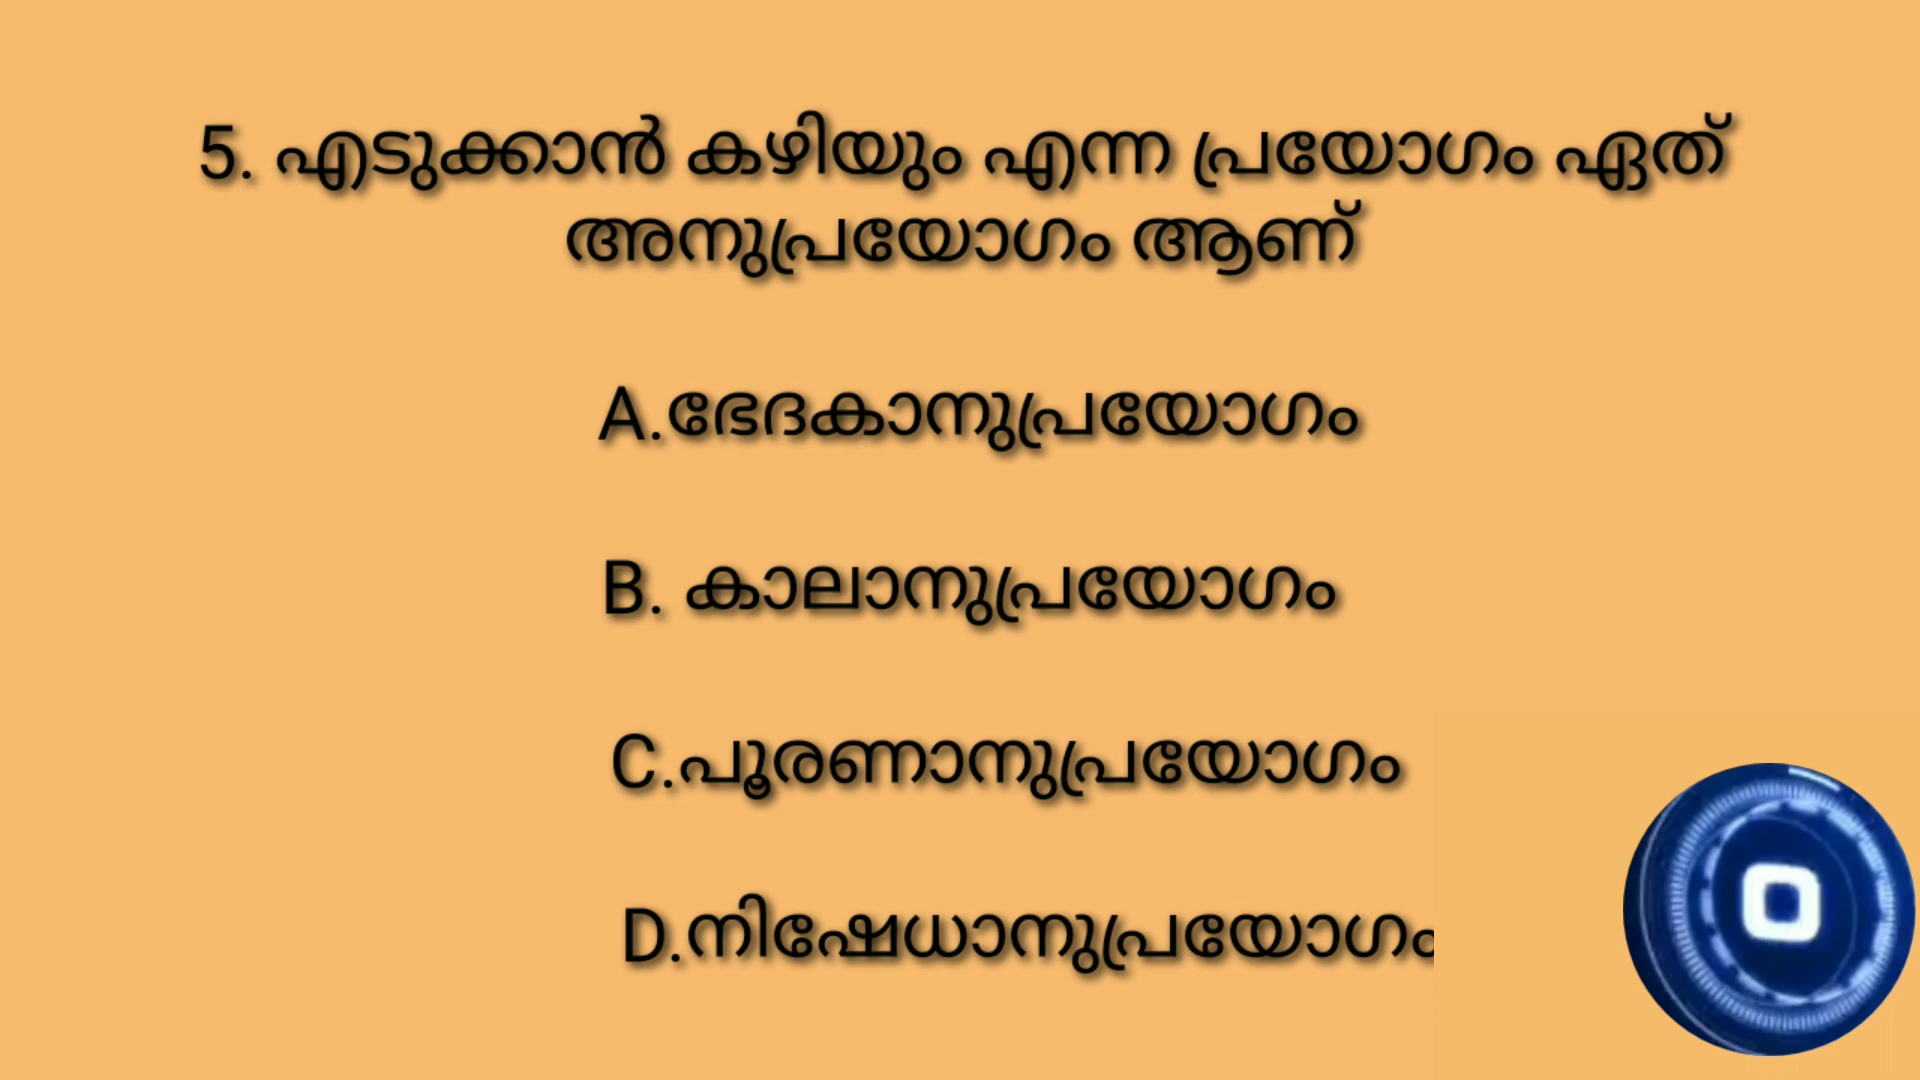 5. എടുക്കാൻ കഴിയും എന്ന പ്രയോഗം ഏത്
അനുപ്രയോഗം ആണ്
A.ഭേദകാനുപ്രയോഗം
B. കാലാനുപ്രയോഗം
C.പൂരണാനുപ്രയോഗം
D.നിഷേധാനുപ്രയോഗം